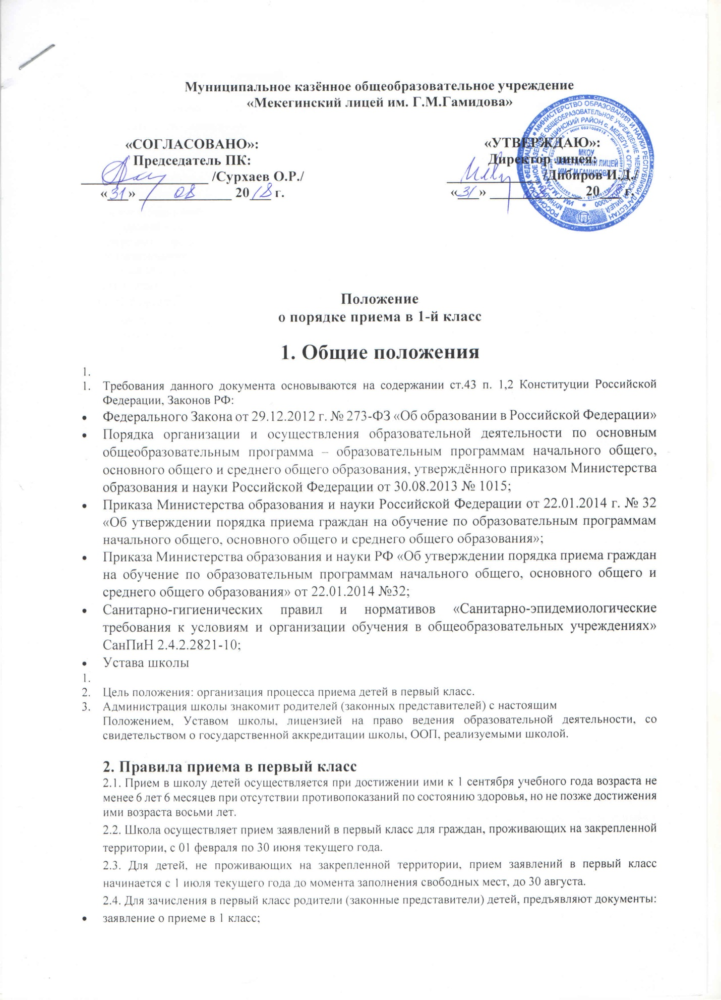 Муниципальное казённое общеобразовательное учреждение
«Мекегинский лицей им. Г.М.Гамидова»
«СОГЛАСОВАНО»:
Председатель ПК:
/Сурхаев О.Р./
«31» 08 2018 г.
«УТВЕРЖДАЮ»:
Директор лицея:
/Дибиров И.Д./
«31» 08 20 г.
МКОУ
ИМ. Г.М.ГАМИДОВА
Положение
о порядке приема в 1-й класс
1. Общие положения
1.
1. Требования данного документа основываются на содержании ст.43 п. 1,2 Конституции Российской
Федерации, Законов РФ:
• Федерального Закона от 29.12.2012 г. № 273-ФЗ «Об образовании в Российской Федерации»
• Порядка организации и осуществления образовательной деятельности по основным
общеобразовательным программа – образовательным программам начального общего,
основного общего и среднего общего образования, утверждённого приказом Министерства
образования и науки Российской Федерации от 30.08.2013 № 1015;
• Приказа Министерства образования и науки Российской Федерации от 22.01.2014 г. № 32
«Об утверждении порядка приема граждан на обучение по образовательным программам
начального общего, основного общего и среднего общего образования»;
• Приказа Министерства образования и науки РФ «Об утверждении порядка приема граждан
на обучение по образовательным программам начального общего, основного общего и
среднего общего образования» от 22.01.2014 №32;
• Санитарно-гигиенических правил и нормативов «Санитарно-эпидемиологические
требования к условиям и организации обучения в общеобразовательных учреждениях»
СанПиН 2.4.2.2821-10;
• Устава школы
1.
2. Цель положения: организация процесса приема детей в первый класс.
3. Администрация школы знакомит родителей (законных представителей) с настоящим
Положением, Уставом школы, лицензией на право ведения образовательной деятельности, со
свидетельством о государственной аккредитации школы, ООП, реализуемыми школой.
2. Правила приема в первый класс
2.1. Прием в школу детей осуществляется при достижении ими к 1 сентября учебного года возраста не
менее 6 лет 6 месяцев при отсутствии противопоказаний по состоянию здоровья, но не позже достижения
ими возраста восьми лет.
2.2. Школа осуществляет прием заявлений в первый класс для граждан, проживающих на закрепленной
территории, с 01 февраля по 30 июня текущего года.
2.3. Для детей, не проживающих на закрепленной территории, прием заявлений в первый класс
начинается с 1 июля текущего года до момента заполнения свободных мест, до 30 августа.
2.4. Для зачисления в первый класс родители (законные представители) детей, предъявляют документы:
• заявление о приеме в 1 класс;